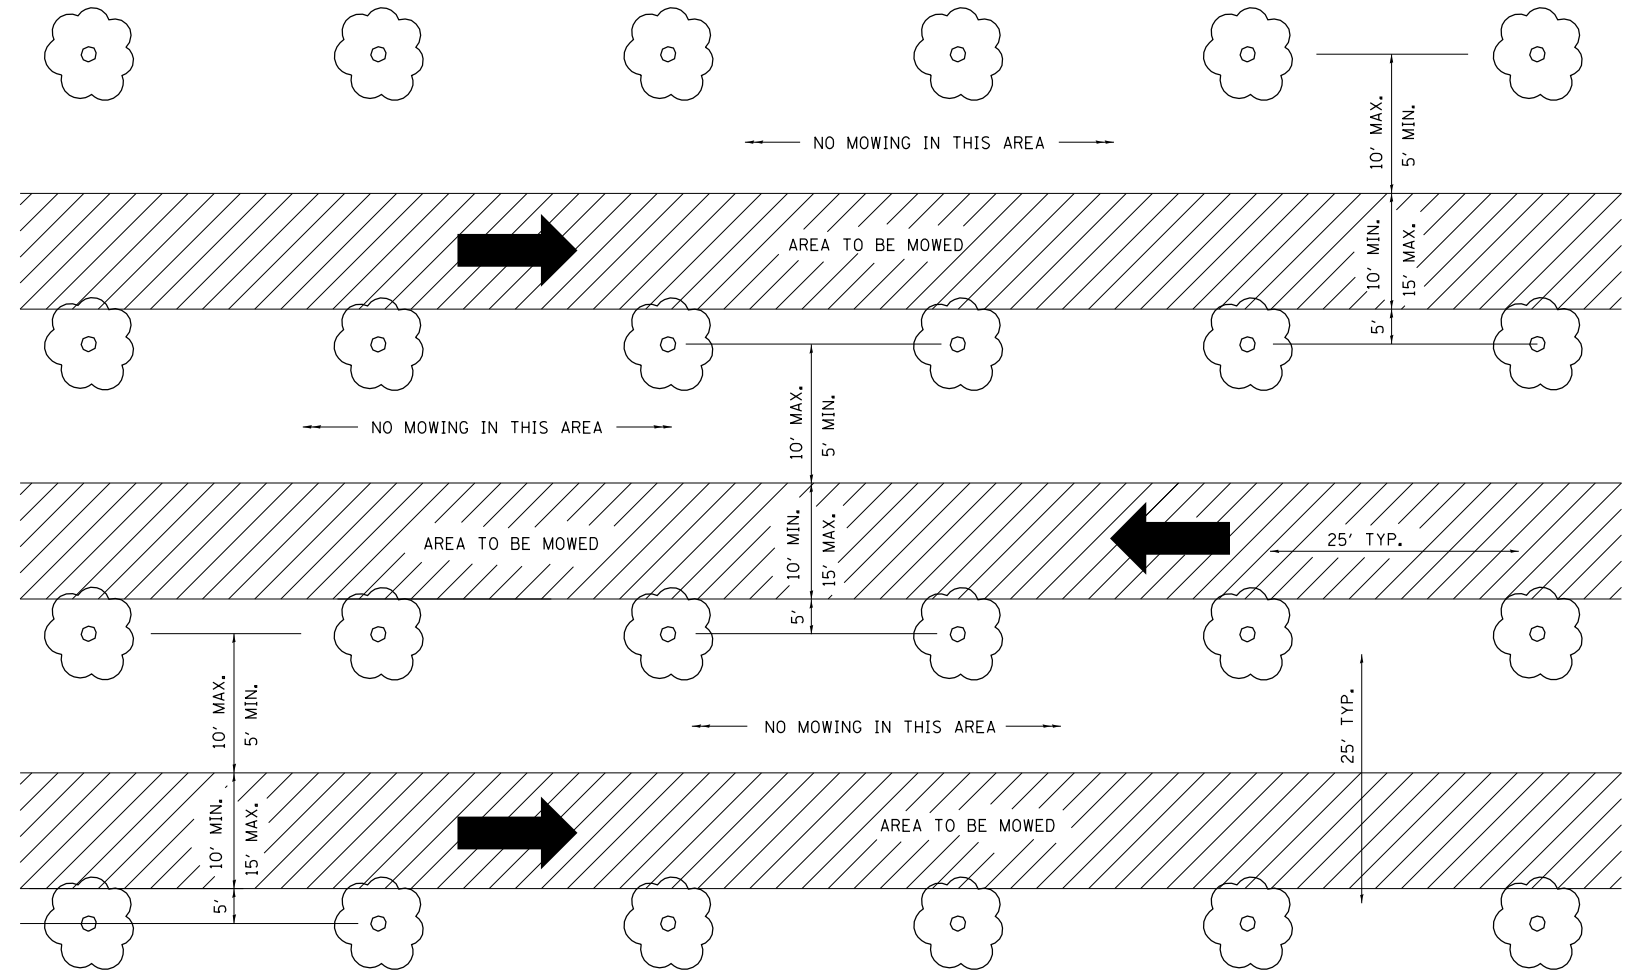 NO MOWING IN THIS AREA
10' MAX.
5' MIN.
AREA TO BE MOWED
10' MIN.
15' MAX.
5'
NO MOWING IN THIS AREA
10' MAX.
5' MIN.
AREA TO BE MOWED
10' MIN.
15' MAX.
25' TYP.
5'
10' MAX.
5' MIN.
NO MOWING IN THIS AREA
25' TYP.
10' MIN.
15' MAX.
AREA TO BE MOWED
5'